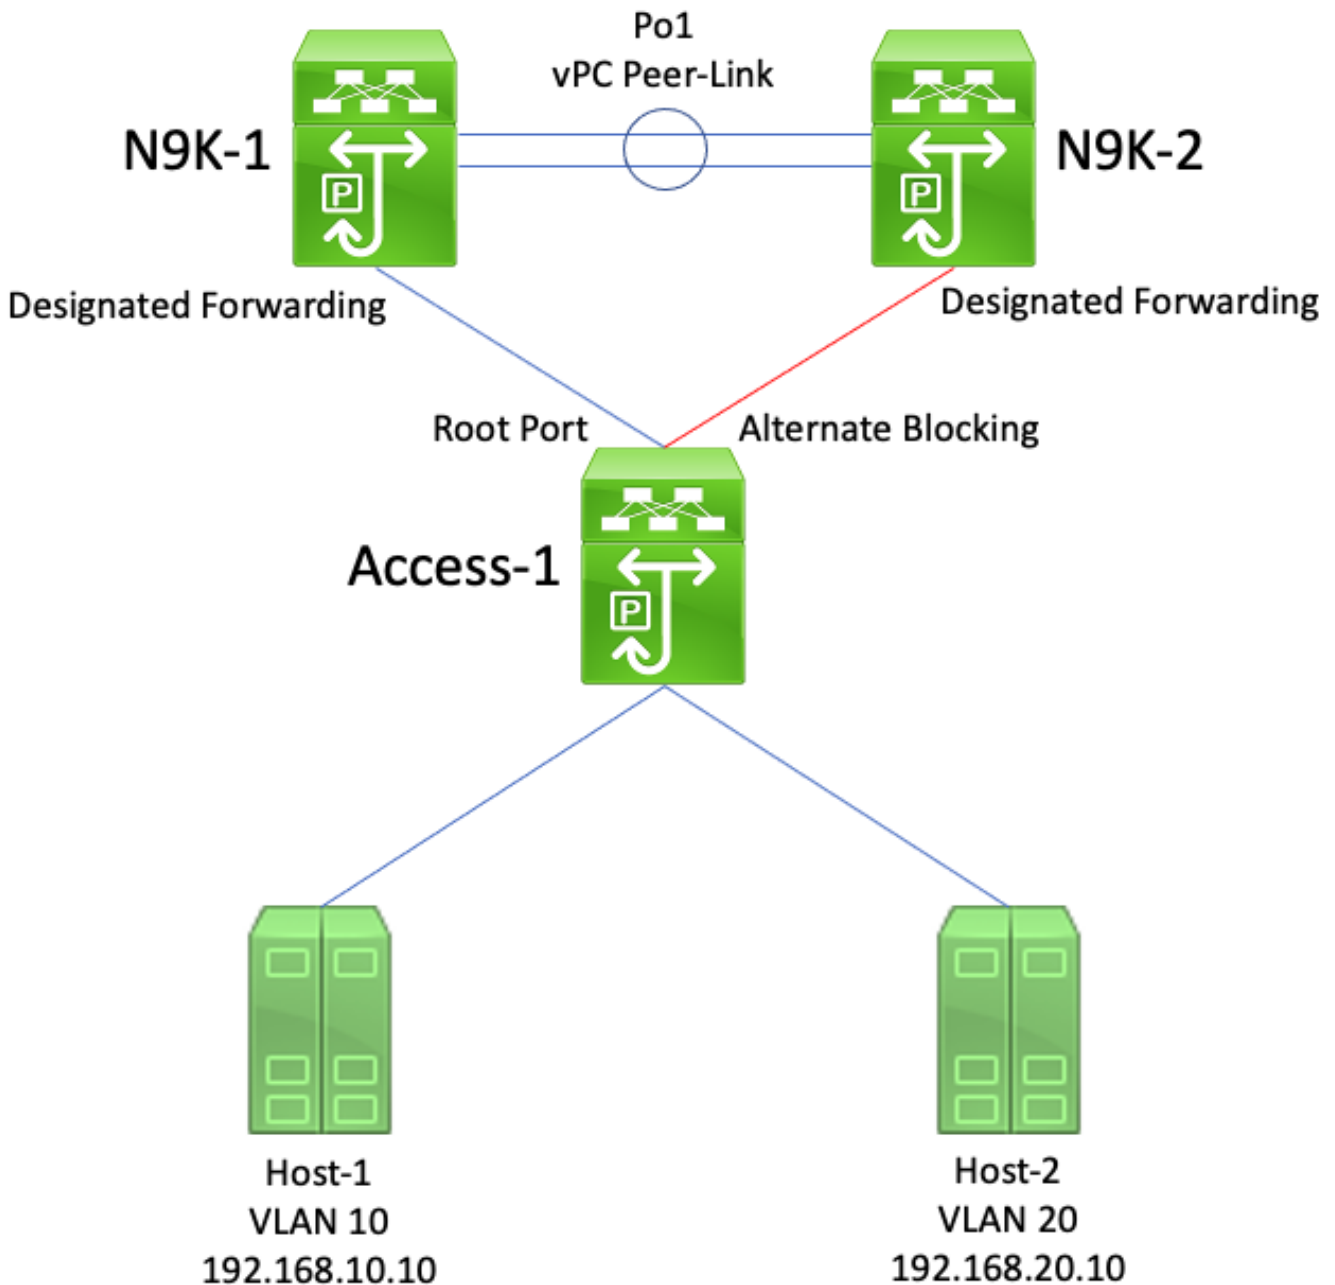 Po1
vPC Peer-Link
N9K-1
N9K-2
P
P
Designated Forwarding
Designated Forwarding
Root Port
Alternate Blocking
Access-1
P
Host-1
VLAN 10
192.168.10.10
Host-2
VLAN 20
192.168.20.10